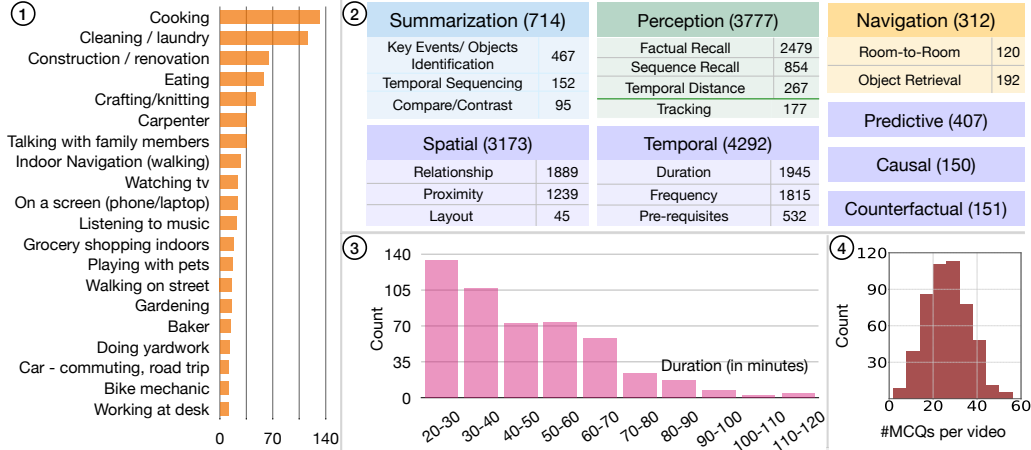 1
Cooking
Cleaning / laundry
Construction / renovation
Eating
Crafting/knitting
Carpenter
Talking with family members
Indoor Navigation (walking)
Watching tv
On a screen (phone/laptop)
Listening to music
Grocery shopping indoors
Playing with pets
Walking on street
Gardening
Baker
Doing yardwork
Car - commuting, road trip
Bike mechanic
Working at desk
0 70 140
2
Summarization (714)
Key Events/ Objects
Identification 467
Temporal Sequencing 152
Compare/Contrast 95
Perception (3777)
Factual Recall 2479
Sequence Recall 854
Temporal Distance 267
Tracking 177
Navigation (312)
Room-to-Room 120
Object Retrieval 192
Spatial (3173)
Relationship 1889
Proximity 1239
Layout 45
Temporal (4292)
Duration 1945
Frequency 1815
Pre-requisites 532
Predictive (407)
Causal (150)
Counterfactual (151)
3
140
105
70
35
0
Count
Duration (in minutes)
20-30 30-40 40-50 50-60 60-70 70-80 80-90 90-100 100-110 110-120
4
120
90
60
30
Count
0 20 40 60
#MCQs per video